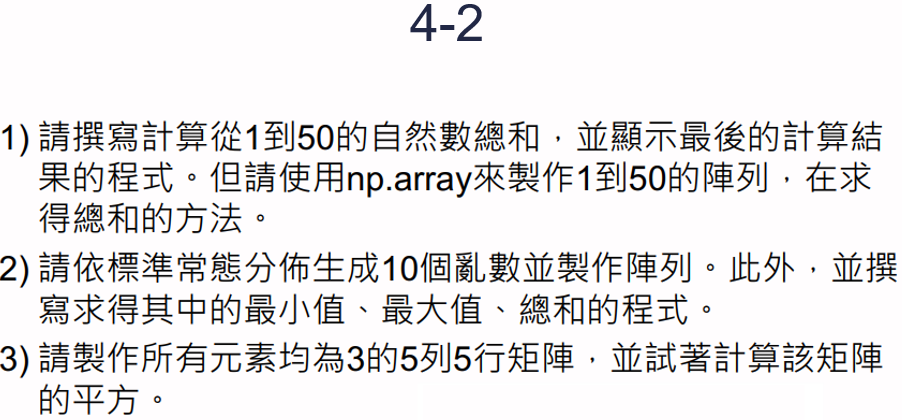 4-2
1) 請撰寫計算從1到50的自然數總和，並顯示最後的計算結
果的程式。但請使用np.array來製作1到50的陣列，在求
得總和的方法。
2) 請依標準常態分佈生成10個亂數並製作陣列。此外，並撰
寫求得其中的最小值、最大值、總和的程式。
3) 請製作所有元素均為3的5列5行矩陣，並試著計算該矩陣
的平方。